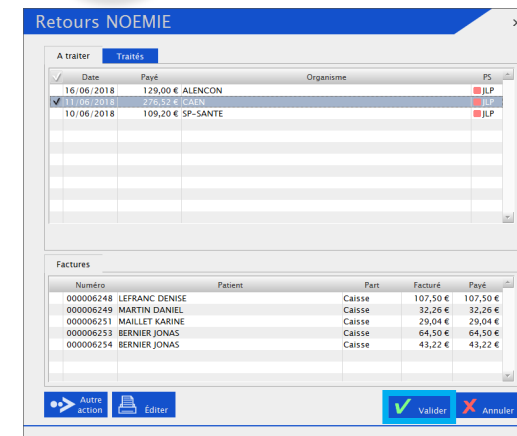 Retours NOEMIE
A traiter Traités
Date Payé Organisme PS
16/06/2018 129,00 € ALENCON JLP
11/06/2018 276,52 € CAEN JLP
10/06/2018 109,20 € SP-SANTE JLP
Factures
Numéro Patient Part Facturé Payé
000006248 LEFRANC DENISE Caisse 107,50 € 107,50 €
000006249 MARTIN DANIEL Caisse 32,26 € 32,26 €
000006251 MAILLET KARINE Caisse 29,04 € 29,04 €
000006253 BERNIER JONAS Caisse 64,50 € 64,50 €
000006254 BERNIER JONAS Caisse 43,22 € 43,22 €
Autre
action Éditer Valider Annuler